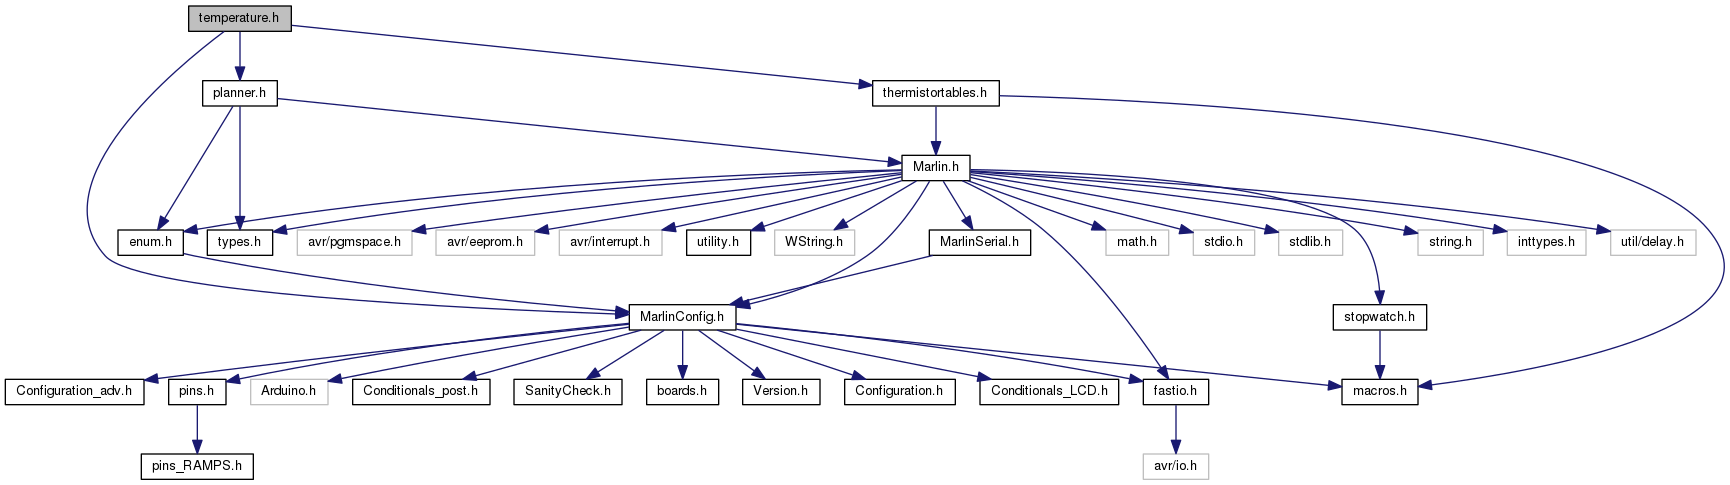 temperature.h
planner.h
thermistortables.h
Marlin.h
enum.h
types.h
avr/pgmspace.h
avr/eeprom.h
avr/interrupt.h
utility.h
WString.h
MarlinSerial.h
math.h
stdio.h
stdlib.h
string.h
inttypes.h
util/delay.h
MarlinConfig.h
stopwatch.h
Configuration_adv.h
pins.h
Arduino.h
Conditionals_post.h
SanityCheck.h
boards.h
Version.h
Configuration.h
Conditionals_LCD.h
fastio.h
macros.h
pins_RAMPS.h
avr/io.h